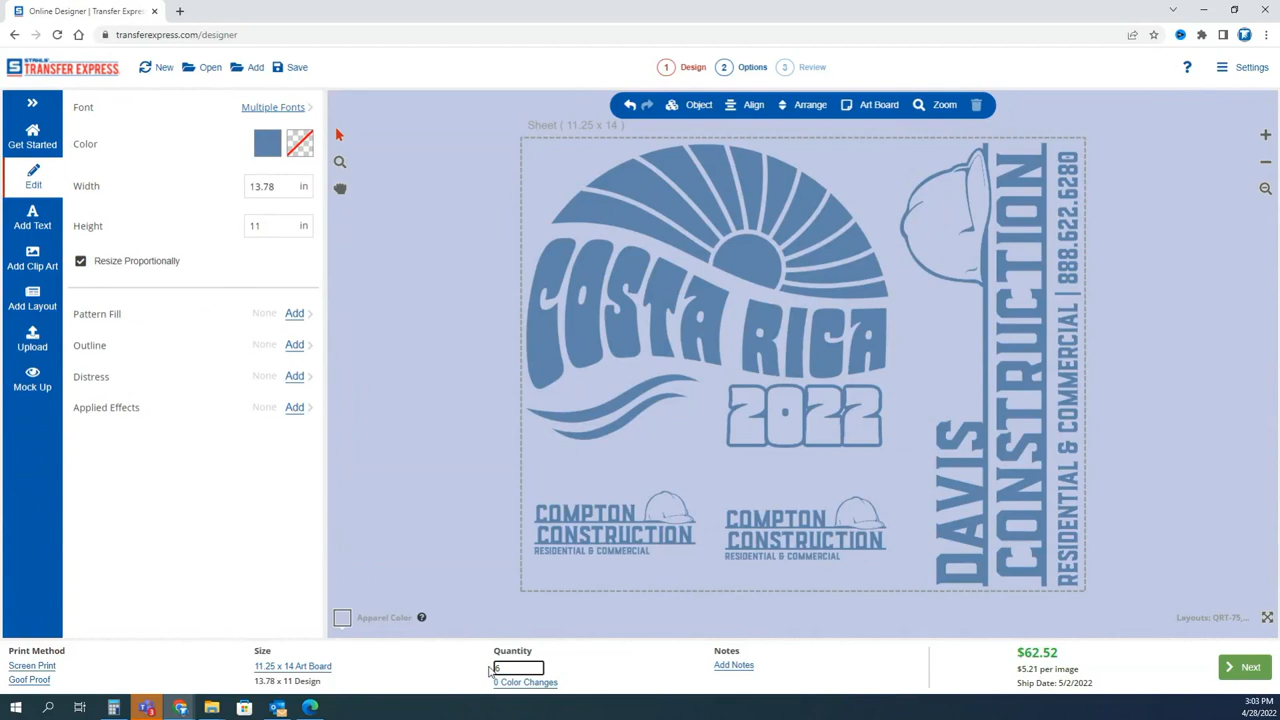 Online Designer | Transfer Expre
transferexpress.com/designer
STAHLS'
TRANSFER EXPRESS
New
Open
Add
Save
1 Design
2 Options
3 Review
? Settings
Get Started
Edit
Add Text
Add Clip Art
Add Layout
Upload
Mock Up
Font Multiple Fonts
Color
Width 13.78 in
Height 11 in
Resize Proportionally
Pattern Fill None Add
Outline None Add
Distress None Add
Applied Effects None Add
Object Align Arrange Art Board Zoom
Sheet ( 11.25 x 14 )
COSTA RICA
2022
COMPTON
CONSTRUCTION
RESIDENTIAL & COMMERCIAL
COMPTON
CONSTRUCTION
RESIDENTIAL & COMMERCIAL
DAVIS
CONSTRUCTION
RESIDENTIAL & COMMERCIAL | 888.622.6280
Apparel Color ?
Layouts: QRT-75,...
Print Method
Screen Print
Goof Proof
Size
11.25 x 14 Art Board
13.78 x 11 Design
Quantity
6
0 Color Changes
Notes
Add Notes
$62.52
$5.21 per image
Ship Date: 5/2/2022
Next
3:03 PM
4/28/2022